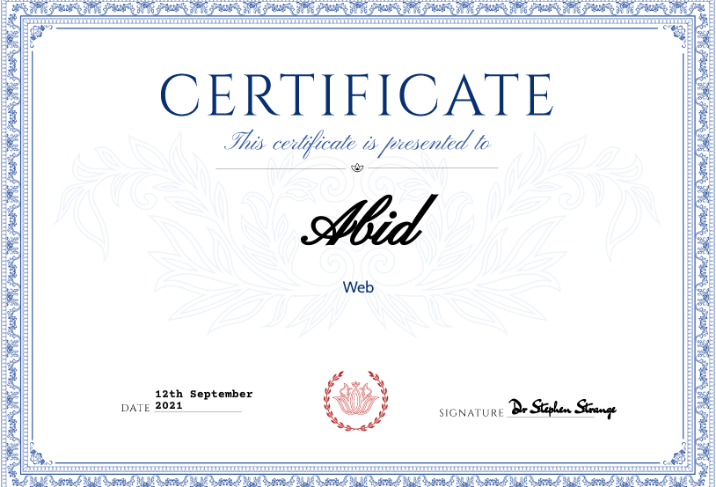 CERTIFICATE
This certificate is presented to
Abid
Web
12th September
DATE 2021
SIGNATURE Dr Stephen Strange